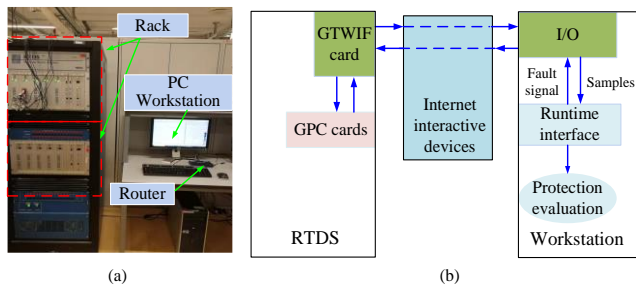 Rack
PC
Workstation
Router
(a)
GTWIF
card
GPC cards
RTDS
Internet
interactive
devices
I/O
Fault
signal
Samples
Runtime
interface
Protection
evaluation
Workstation
(b)